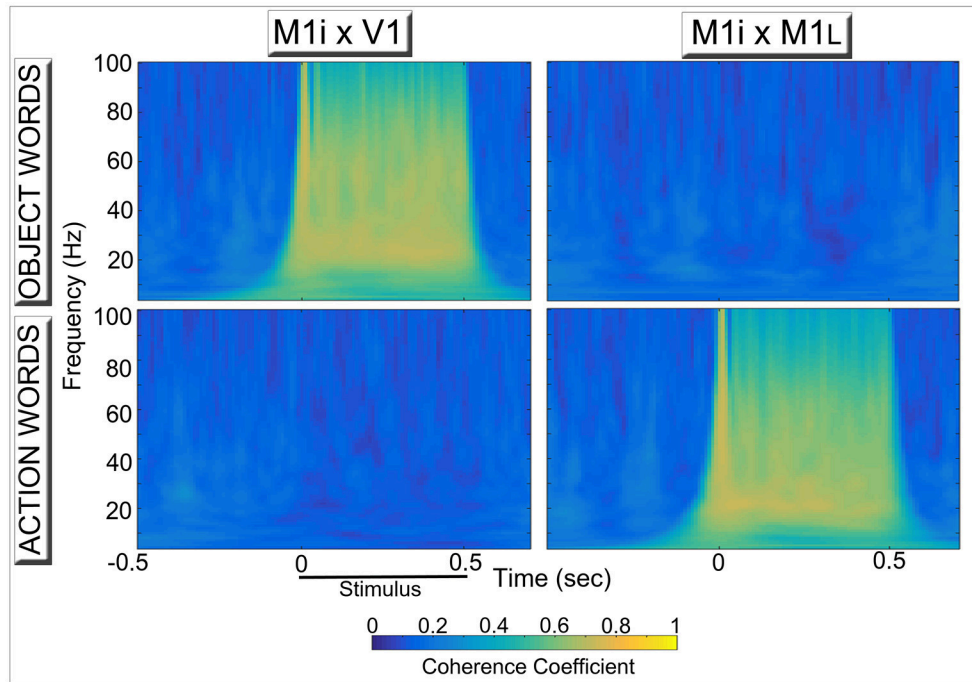 M1i x V1
M1i x M1L
OBJECT WORDS
ACTION WORDS
Frequency (Hz)
100
80
60
40
20
100
80
60
40
20
-0.5
0
0.5
0
0.5
Time (sec)
Stimulus
0
0.2
0.4
0.6
0.8
1
Coherence Coefficient